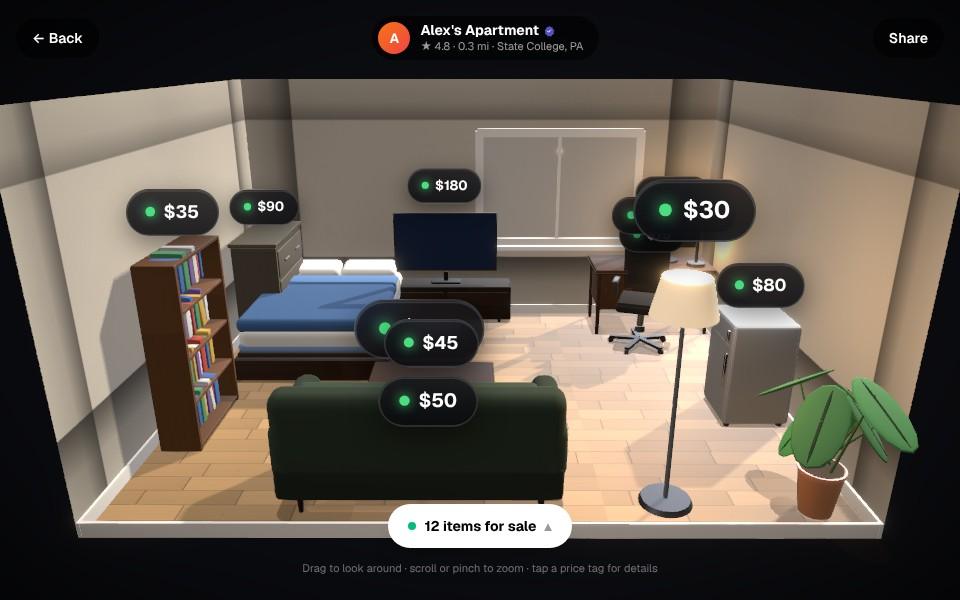 ← Back
A
Alex's Apartment
★ 4.8 · 0.3 mi · State College, PA
Share
$180
$35
$90
$30
$80
$45
$50
12 items for sale ▲
Drag to look around · scroll or pinch to zoom · tap a price tag for details